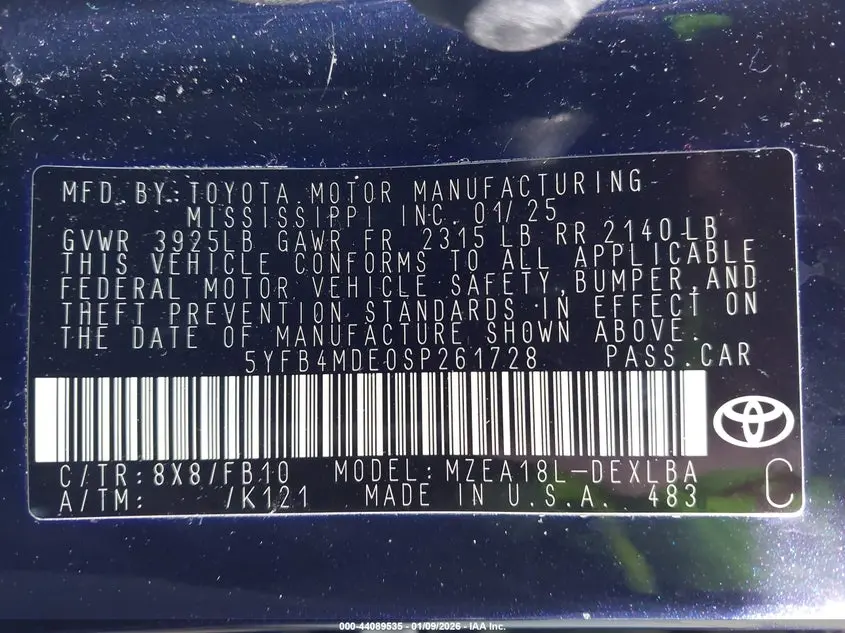 MFD. BY: TOYOTA MOTOR MANUFACTURING
MISSISSIPPI INC. 01/25
GVWR 3925LB GAWR FR 2315 LB RR 2140 LB
THIS VEHICLE CONFORMS TO ALL APPLICABLE
FEDERAL MOTOR VEHICLE SAFETY, BUMPER, AND
THEFT PREVENTION STANDARDS IN EFFECT ON
THE DATE OF MANUFACTURE SHOWN ABOVE.
5YFB4MDE0SP261728 PASS.CAR
C/TR: 8X8/FB10 MODEL: MZEA18L-DEXLBA
A/TM: /K121 MADE IN U.S.A. 483 C
000-44089535 - 01/09/2026 - IAA Inc.